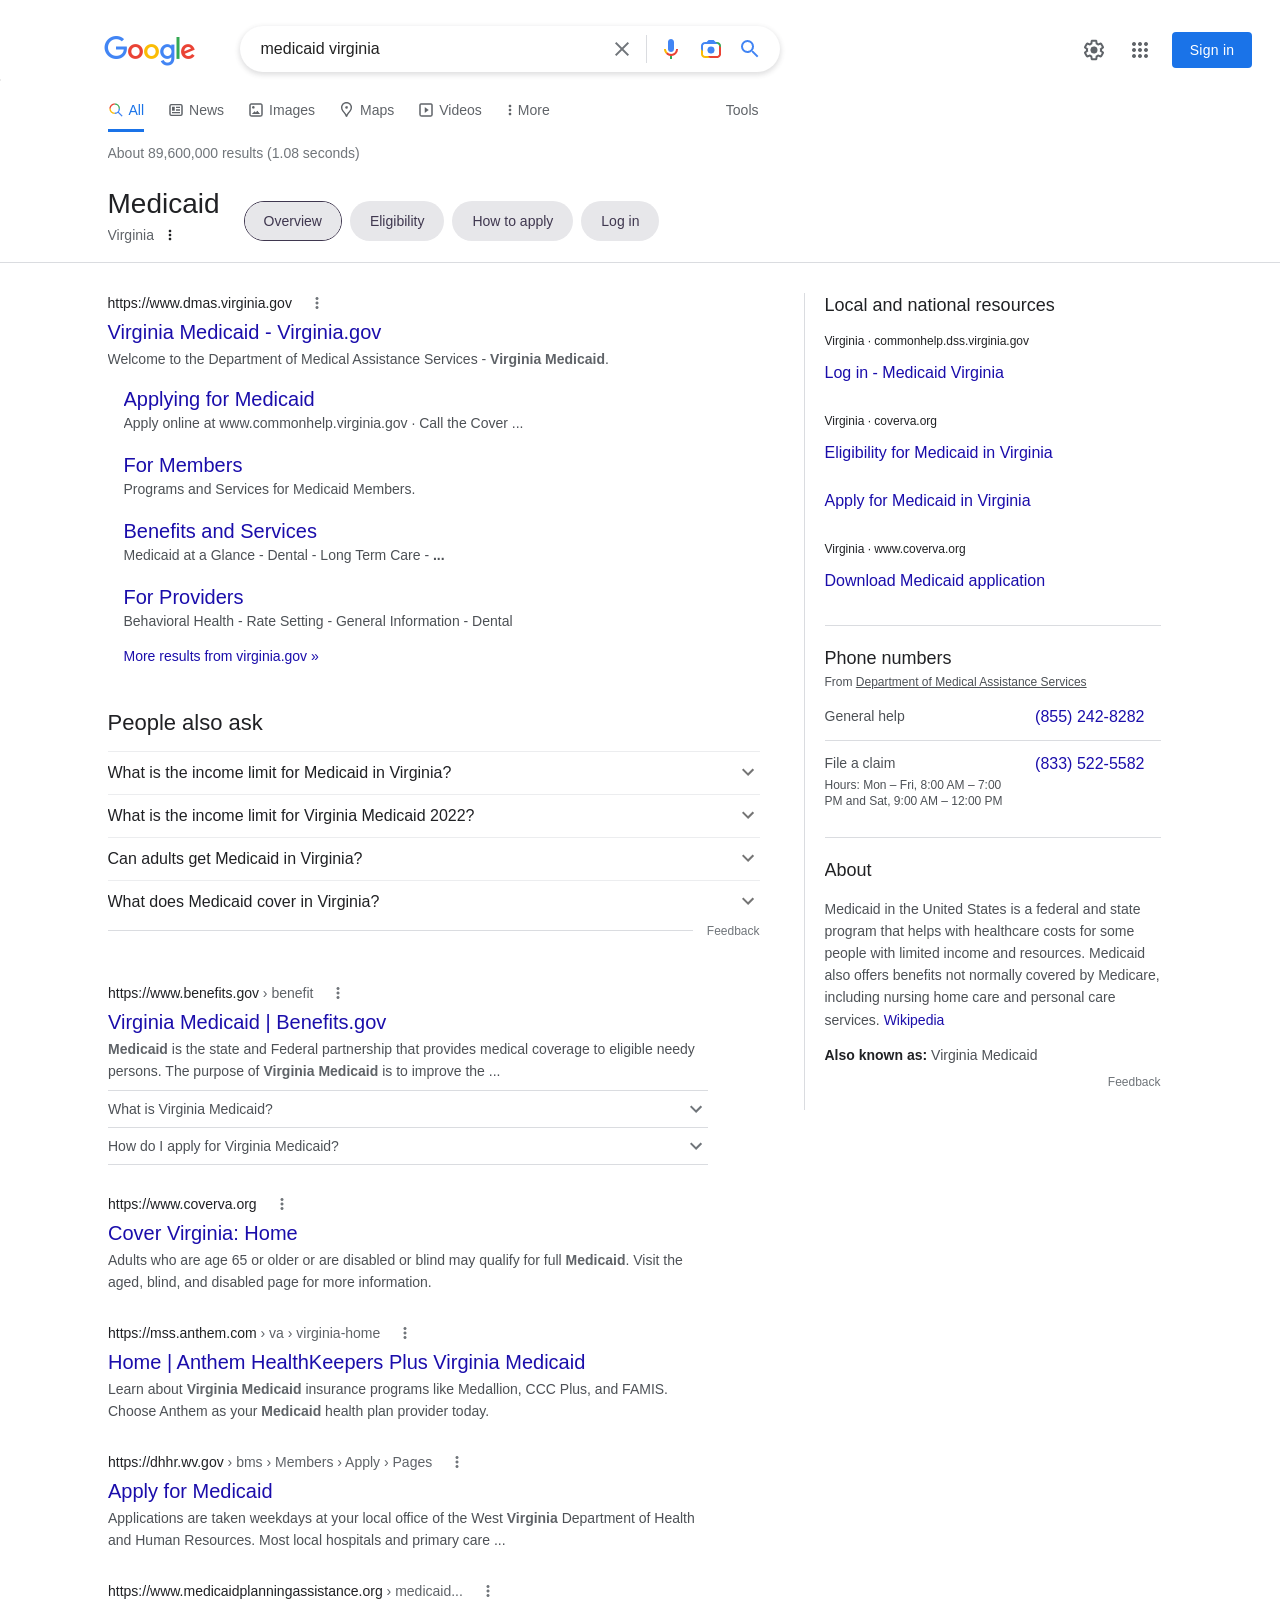 Google
medicaid virginia
Sign in
All
News
Images
Maps
Videos
More
Tools
About 89,600,000 results (1.08 seconds)
Medicaid
Virginia
Overview
Eligibility
How to apply
Log in
https://www.dmas.virginia.gov
Virginia Medicaid - Virginia.gov
Welcome to the Department of Medical Assistance Services - Virginia Medicaid.
Applying for Medicaid
Apply online at www.commonhelp.virginia.gov · Call the Cover ...
For Members
Programs and Services for Medicaid Members.
Benefits and Services
Medicaid at a Glance - Dental - Long Term Care - ...
For Providers
Behavioral Health - Rate Setting - General Information - Dental
More results from virginia.gov »
People also ask
What is the income limit for Medicaid in Virginia?
What is the income limit for Virginia Medicaid 2022?
Can adults get Medicaid in Virginia?
What does Medicaid cover in Virginia?
Feedback
https://www.benefits.gov › benefit
Virginia Medicaid | Benefits.gov
Medicaid is the state and Federal partnership that provides medical coverage to eligible needy
persons. The purpose of Virginia Medicaid is to improve the ...
What is Virginia Medicaid?
How do I apply for Virginia Medicaid?
https://www.coverva.org
Cover Virginia: Home
Adults who are age 65 or older or are disabled or blind may qualify for full Medicaid. Visit the
aged, blind, and disabled page for more information.
https://mss.anthem.com › va › virginia-home
Home | Anthem HealthKeepers Plus Virginia Medicaid
Learn about Virginia Medicaid insurance programs like Medallion, CCC Plus, and FAMIS.
Choose Anthem as your Medicaid health plan provider today.
https://dhhr.wv.gov › bms › Members › Apply › Pages
Apply for Medicaid
Applications are taken weekdays at your local office of the West Virginia Department of Health
and Human Resources. Most local hospitals and primary care ...
https://www.medicaidplanningassistance.org › medicaid...
Local and national resources
Virginia · commonhelp.dss.virginia.gov
Log in - Medicaid Virginia
Virginia · coverva.org
Eligibility for Medicaid in Virginia
Apply for Medicaid in Virginia
Virginia · www.coverva.org
Download Medicaid application
Phone numbers
From Department of Medical Assistance Services
General help
(855) 242-8282
File a claim
(833) 522-5582
Hours: Mon – Fri, 8:00 AM – 7:00
PM and Sat, 9:00 AM – 12:00 PM
About
Medicaid in the United States is a federal and state
program that helps with healthcare costs for some
people with limited income and resources. Medicaid
also offers benefits not normally covered by Medicare,
including nursing home care and personal care
services. Wikipedia
Also known as: Virginia Medicaid
Feedback